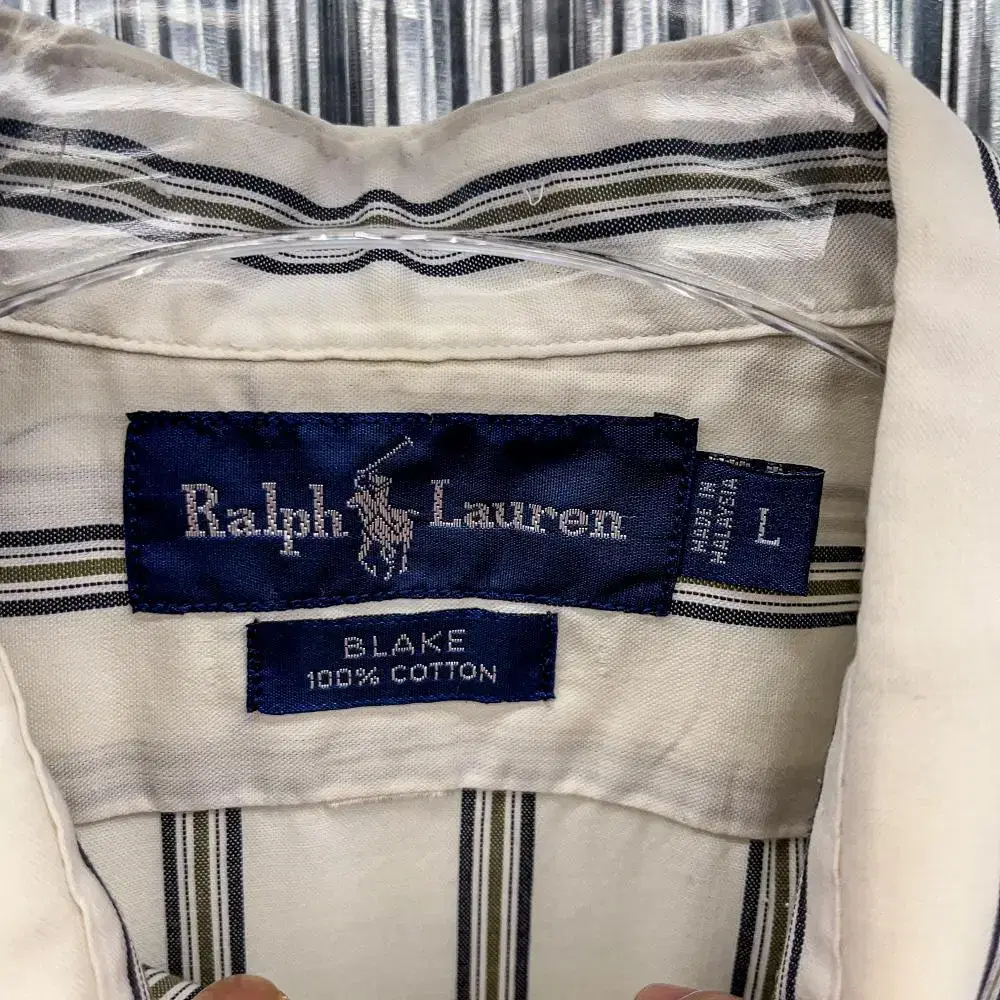 Ralph Lauren
MADE IN
MALAYSIA
L
BLAKE
100% COTTON